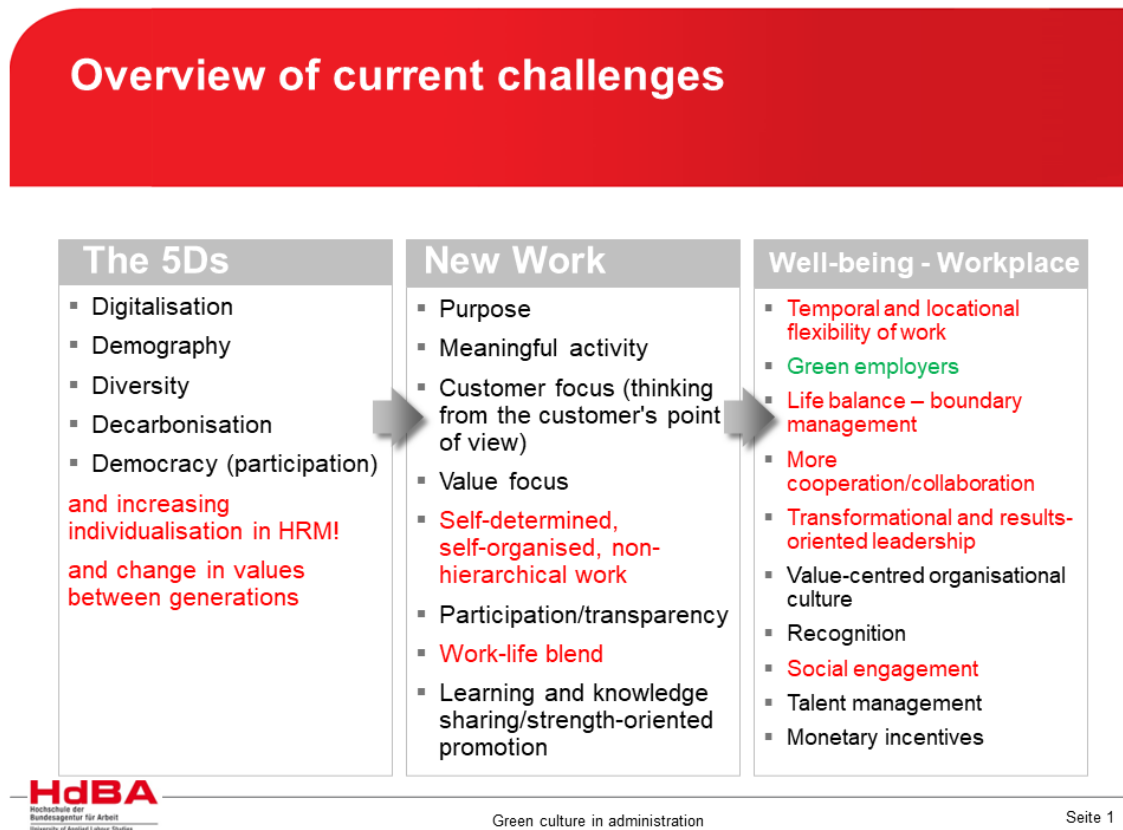 Overview of current challenges
The 5Ds
Digitalisation
Demography
Diversity
Decarbonisation
Democracy (participation)
and increasing
individualisation in HRM!
and change in values
between generations
New Work
Purpose
Meaningful activity
Customer focus (thinking
from the customer's point
of view)
Value focus
Self-determined,
self-organised, non-
hierarchical work
Participation/transparency
Work-life blend
Learning and knowledge
sharing/strength-oriented
promotion
Well-being - Workplace
Temporal and locational
flexibility of work
Green employers
Life balance – boundary
management
More
cooperation/collaboration
Transformational and results-
oriented leadership
Value-centred organisational
culture
Recognition
Social engagement
Talent management
Monetary incentives
HdBA
Hochschule der
Bundesagentur für Arbeit
University of Applied Labour Studies
Green culture in administration
Seite 1